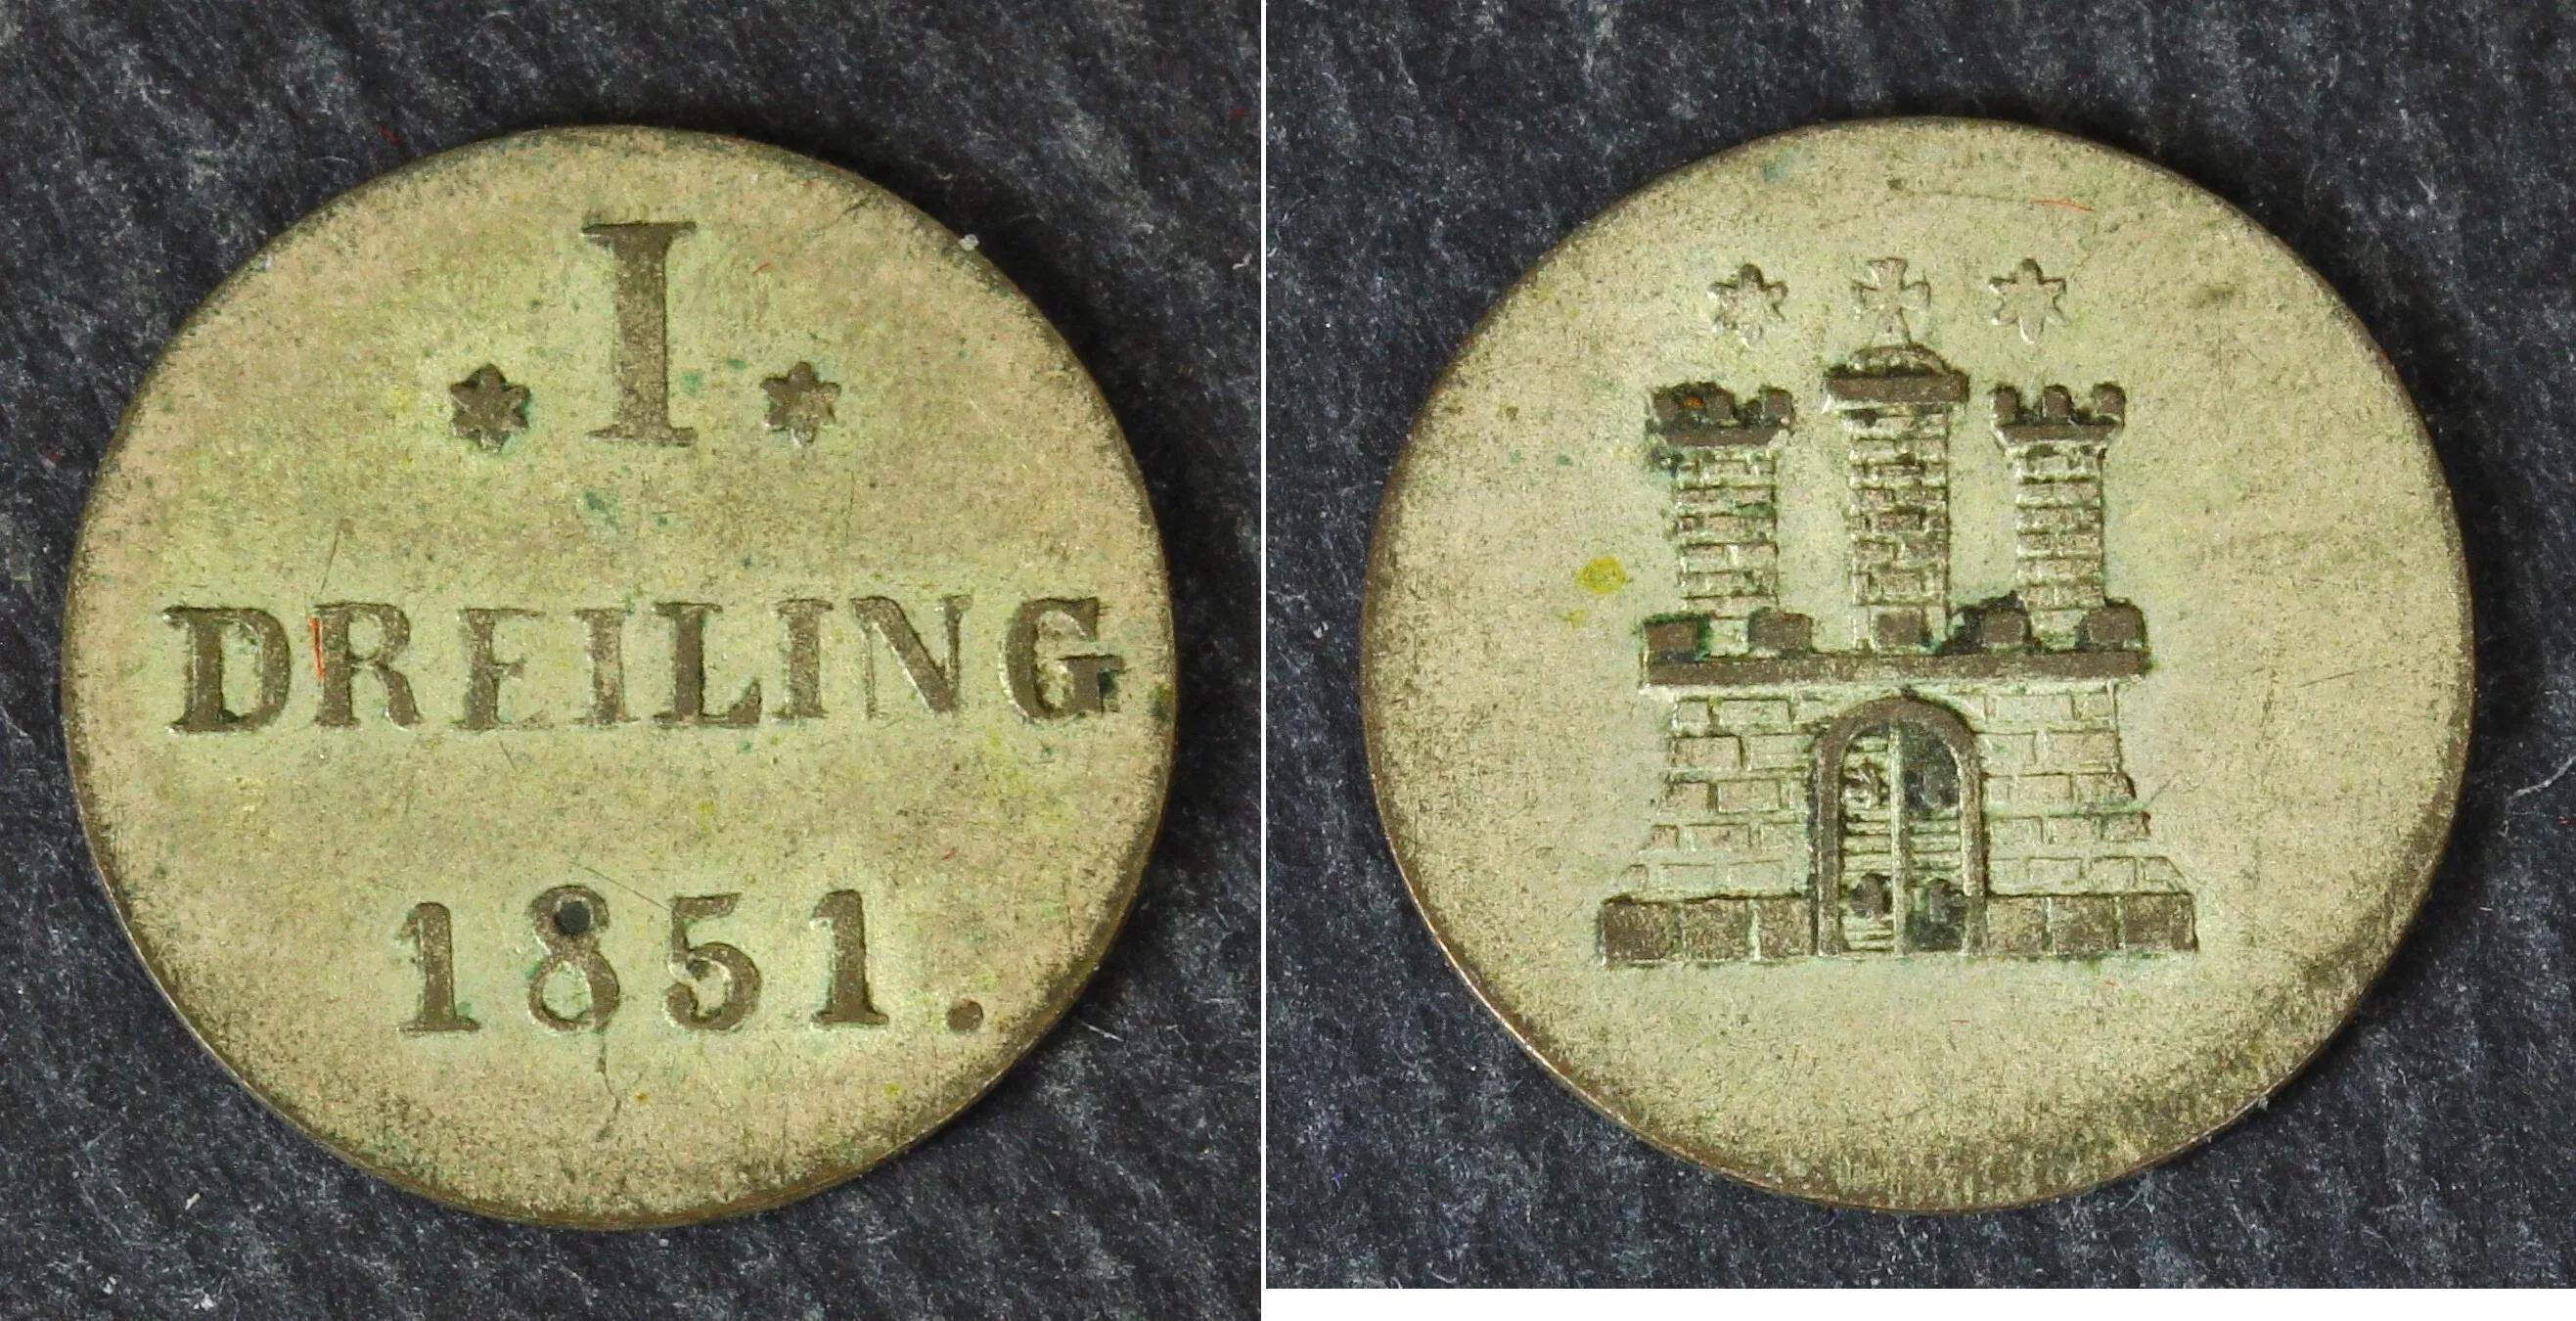 I
DREILING
1851.